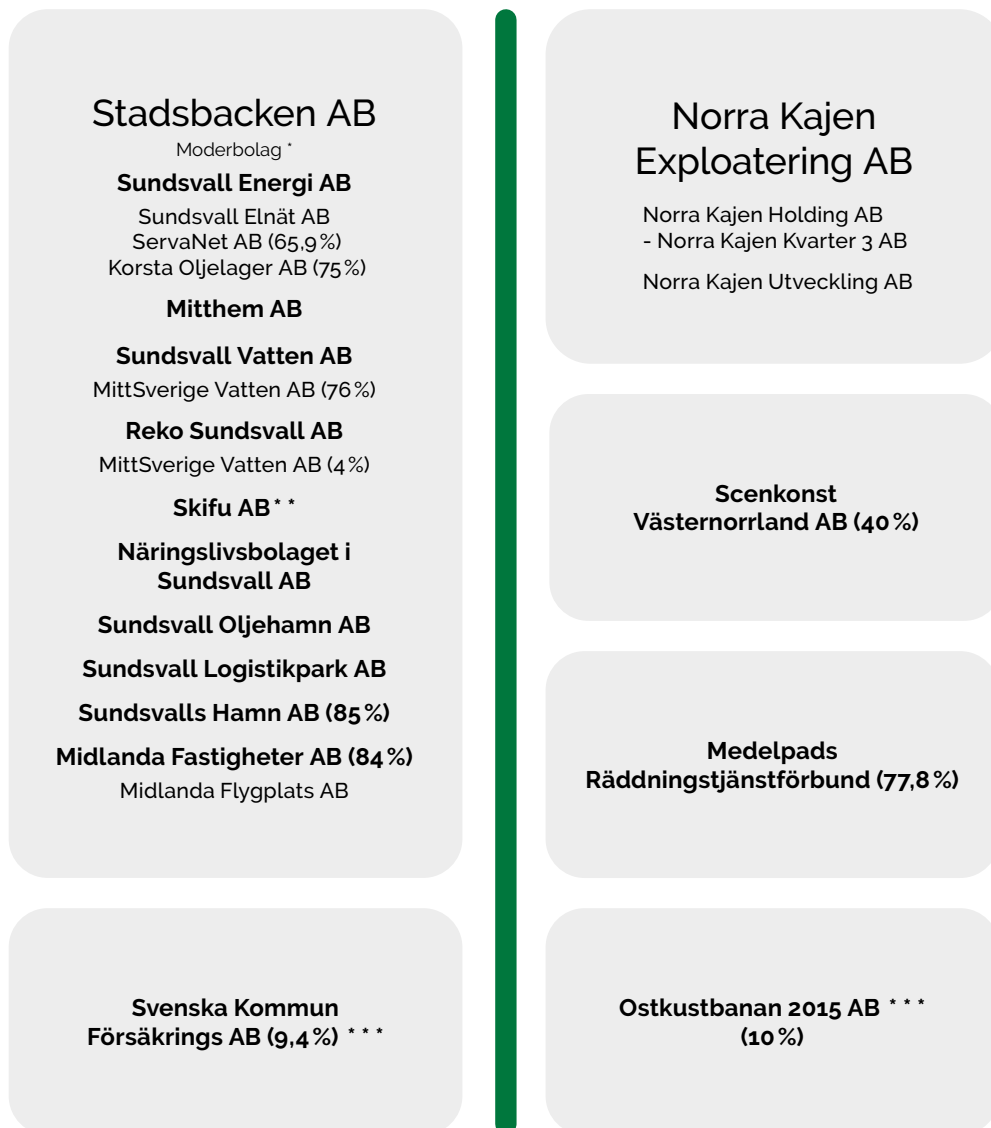 Stadsbacken AB
Moderbolag *
Sundsvall Energi AB
Sundsvall Elnät AB
ServaNet AB (65,9 %)
Korsta Oljelager AB (75 %)
Mitthem AB
Sundsvall Vatten AB
MittSverige Vatten AB (76 %)
Reko Sundsvall AB
MittSverige Vatten AB (4 %)
Skifu AB * *
Näringslivsbolaget i
Sundsvall AB
Sundsvall Oljehamn AB
Sundsvall Logistikpark AB
Sundsvalls Hamn AB (85 %)
Midlanda Fastigheter AB (84 %)
Midlanda Flygplats AB
Svenska Kommun
Försäkrings AB (9,4 %) * * *
Norra Kajen
Exploatering AB
Norra Kajen Holding AB
- Norra Kajen Kvarter 3 AB
Norra Kajen Utveckling AB
Scenkonst
Västernorrland AB (40 %)
Medelpads
Räddningstjänstförbund (77,8 %)
Ostkustbanan 2015 AB * * *
(10 %)